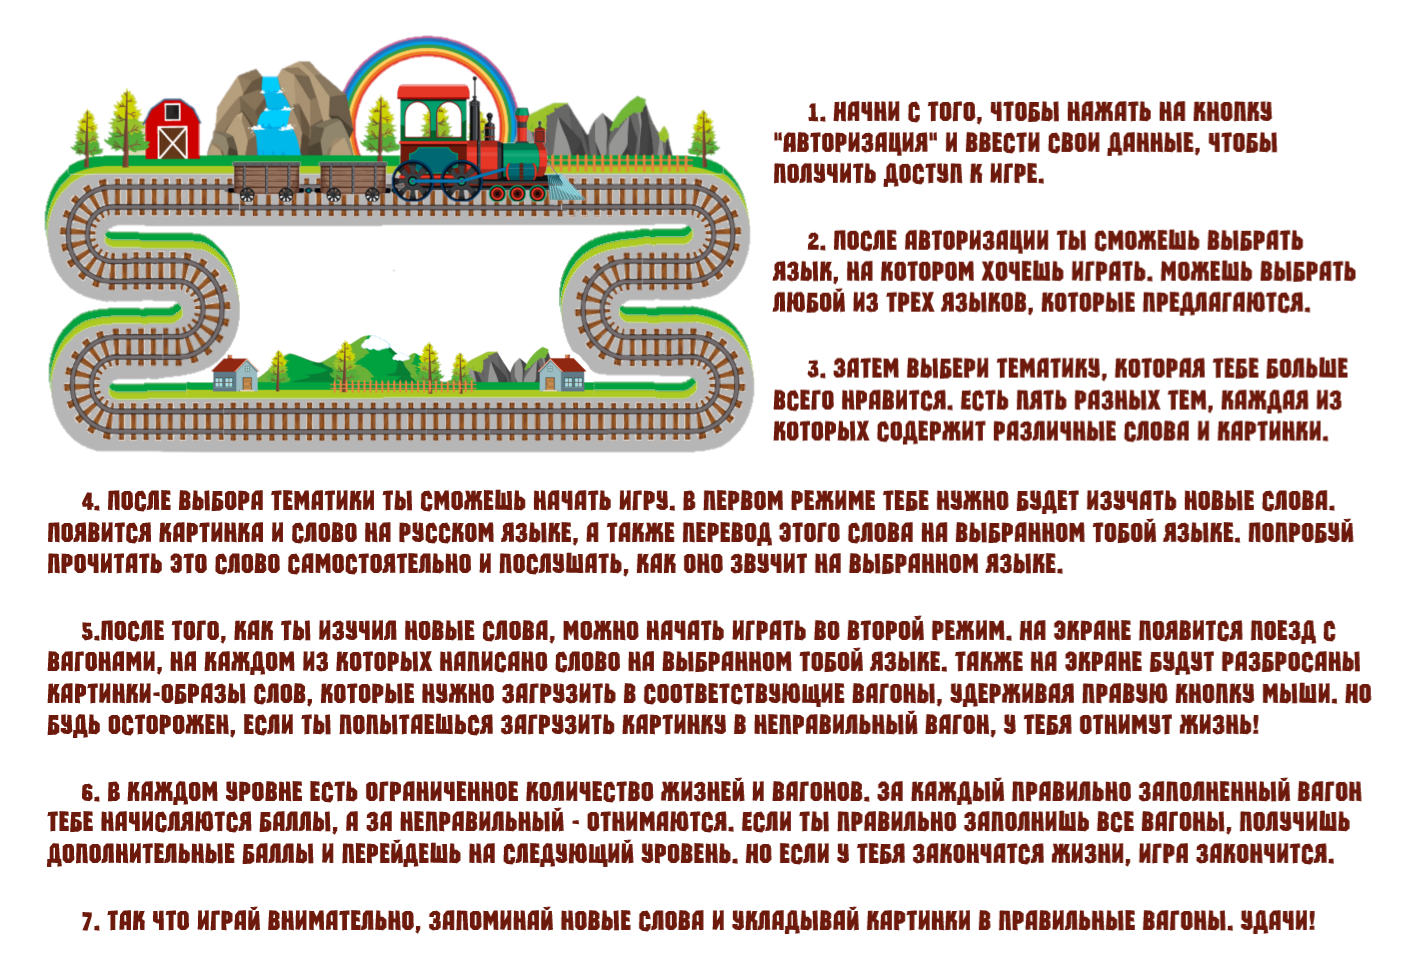 1. НАЧНИ С ТОГО, ЧТОБЫ НАЖАТЬ НА КНОПКУ
"АВТОРИЗАЦИЯ" И ВВЕСТИ СВОИ ДАННЫЕ, ЧТОБЫ
ПОЛУЧИТЬ ДОСТУП К ИГРЕ.
2. ПОСЛЕ АВТОРИЗАЦИИ ТЫ СМОЖЕШЬ ВЫБРАТЬ
ЯЗЫК, НА КОТОРОМ ХОЧЕШЬ ИГРАТЬ. МОЖЕШЬ ВЫБРАТЬ
ЛЮБОЙ ИЗ ТРЕХ ЯЗЫКОВ, КОТОРЫЕ ПРЕДЛАГАЮТСЯ.
3. ЗАТЕМ ВЫБЕРИ ТЕМАТИКУ, КОТОРАЯ ТЕБЕ БОЛЬШЕ
ВСЕГО НРАВИТСЯ. ЕСТЬ ПЯТЬ РАЗНЫХ ТЕМ, КАЖДАЯ ИЗ
КОТОРЫХ СОДЕРЖИТ РАЗЛИЧНЫЕ СЛОВА И КАРТИНКИ.
4. ПОСЛЕ ВЫБОРА ТЕМАТИКИ ТЫ СМОЖЕШЬ НАЧАТЬ ИГРУ. В ПЕРВОМ РЕЖИМЕ ТЕБЕ НУЖНО БУДЕТ ИЗУЧАТЬ НОВЫЕ СЛОВА.
ПОЯВИТСЯ КАРТИНКА И СЛОВО НА РУССКОМ ЯЗЫКЕ, А ТАКЖЕ ПЕРЕВОД ЭТОГО СЛОВА НА ВЫБРАННОМ ТОБОЙ ЯЗЫКЕ. ПОПРОБУЙ
ПРОЧИТАТЬ ЭТО СЛОВО САМОСТОЯТЕЛЬНО И ПОСЛУШАТЬ, КАК ОНО ЗВУЧИТ НА ВЫБРАННОМ ЯЗЫКЕ.
5.ПОСЛЕ ТОГО, КАК ТЫ ИЗУЧИЛ НОВЫЕ СЛОВА, МОЖНО НАЧАТЬ ИГРАТЬ ВО ВТОРОЙ РЕЖИМ. НА ЭКРАНЕ ПОЯВИТСЯ ПОЕЗД С
ВАГОНАМИ, НА КАЖДОМ ИЗ КОТОРЫХ НАПИСАНО СЛОВО НА ВЫБРАННОМ ТОБОЙ ЯЗЫКЕ. ТАКЖЕ НА ЭКРАНЕ БУДУТ РАЗБРОСАНЫ
КАРТИНКИ-ОБРАЗЫ СЛОВ, КОТОРЫЕ НУЖНО ЗАГРУЗИТЬ В СООТВЕТСТВУЮЩИЕ ВАГОНЫ, УДЕРЖИВАЯ ПРАВУЮ КНОПКУ МЫШИ. НО
БУДЬ ОСТОРОЖЕН, ЕСЛИ ТЫ ПОПЫТАЕШЬСЯ ЗАГРУЗИТЬ КАРТИНКУ В НЕПРАВИЛЬНЫЙ ВАГОН, У ТЕБЯ ОТНИМУТ ЖИЗНЬ!
6. В КАЖДОМ УРОВНЕ ЕСТЬ ОГРАНИЧЕННОЕ КОЛИЧЕСТВО ЖИЗНЕЙ И ВАГОНОВ. ЗА КАЖДЫЙ ПРАВИЛЬНО ЗАПОЛНЕННЫЙ ВАГОН
ТЕБЕ НАЧИСЛЯЮТСЯ БАЛЛЫ, А ЗА НЕПРАВИЛЬНЫЙ - ОТНИМАЮТСЯ. ЕСЛИ ТЫ ПРАВИЛЬНО ЗАПОЛНИШЬ ВСЕ ВАГОНЫ, ПОЛУЧИШЬ
ДОПОЛНИТЕЛЬНЫЕ БАЛЛЫ И ПЕРЕЙДЕШЬ НА СЛЕДУЮЩИЙ УРОВЕНЬ. НО ЕСЛИ У ТЕБЯ ЗАКОНЧАТСЯ ЖИЗНИ, ИГРА ЗАКОНЧИТСЯ.
7. ТАК ЧТО ИГРАЙ ВНИМАТЕЛЬНО, ЗАПОМИНАЙ НОВЫЕ СЛОВА И УКЛАДЫВАЙ КАРТИНКИ В ПРАВИЛЬНЫЕ ВАГОНЫ. УДАЧИ!